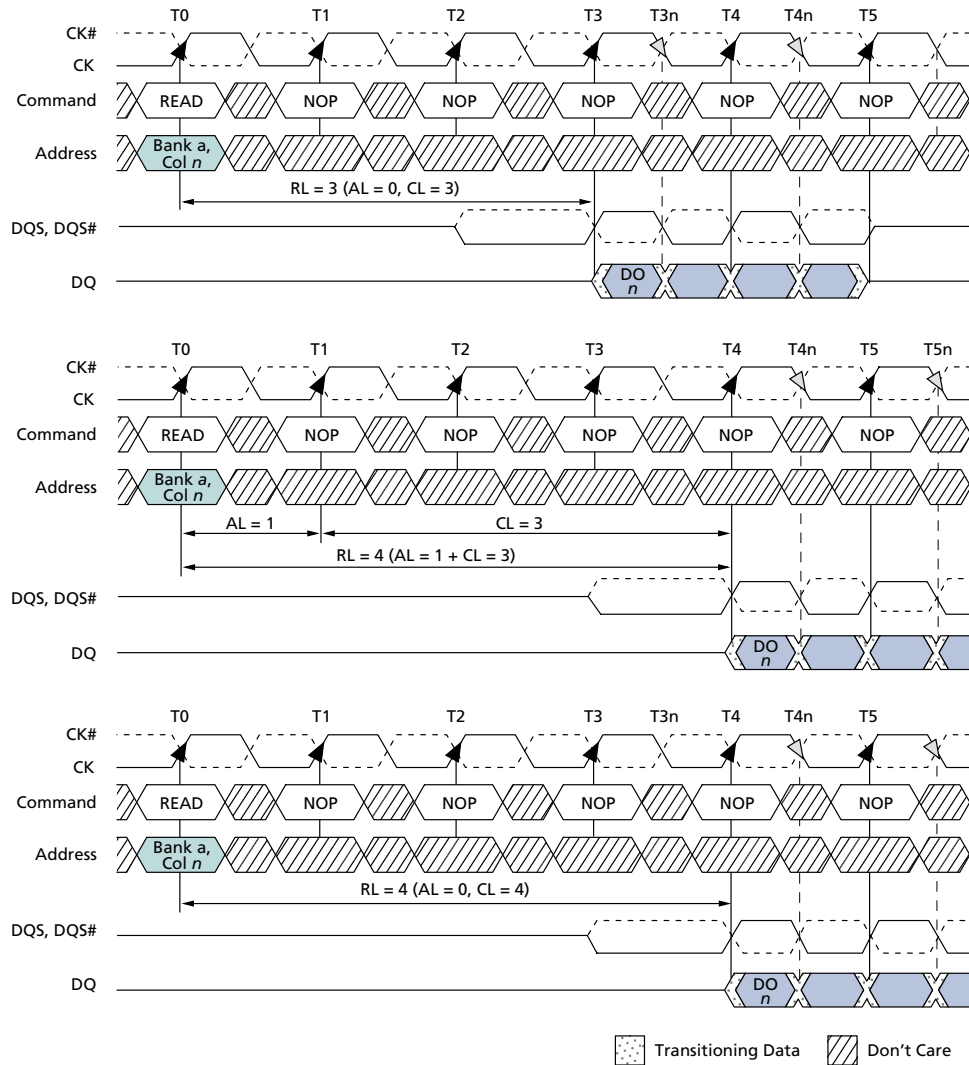 T0 T1 T2 T3 T3n T4 T4n T5
CK#
CK
Command READ NOP NOP NOP NOP NOP
Address Bank a,
Col n
RL = 3 (AL = 0, CL = 3)
DQS, DQS#
DQ DO
n
T0 T1 T2 T3 T4 T4n T5 T5n
CK#
CK
Command READ NOP NOP NOP NOP NOP
Address Bank a,
Col n
AL = 1 CL = 3
RL = 4 (AL = 1 + CL = 3)
DQS, DQS#
DQ DO
n
T0 T1 T2 T3 T3n T4 T4n T5
CK#
CK
Command READ NOP NOP NOP NOP NOP
Address Bank a,
Col n
RL = 4 (AL = 0, CL = 4)
DQS, DQS#
DQ DO
n
Transitioning Data Don't Care